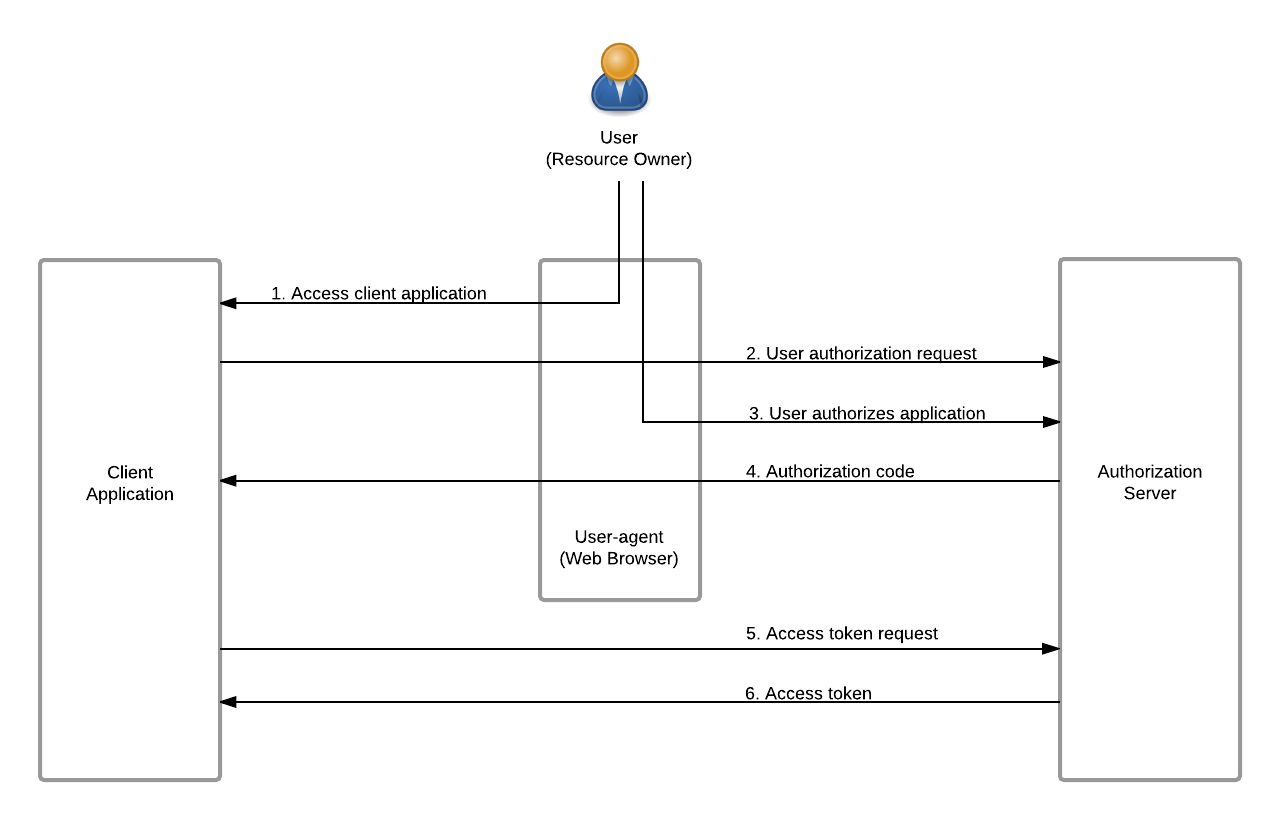 User
(Resource Owner)
1. Access client application
2. User authorization request
3. User authorizes application
4. Authorization code
Client
Application
Authorization
Server
User-agent
(Web Browser)
5. Access token request
6. Access token